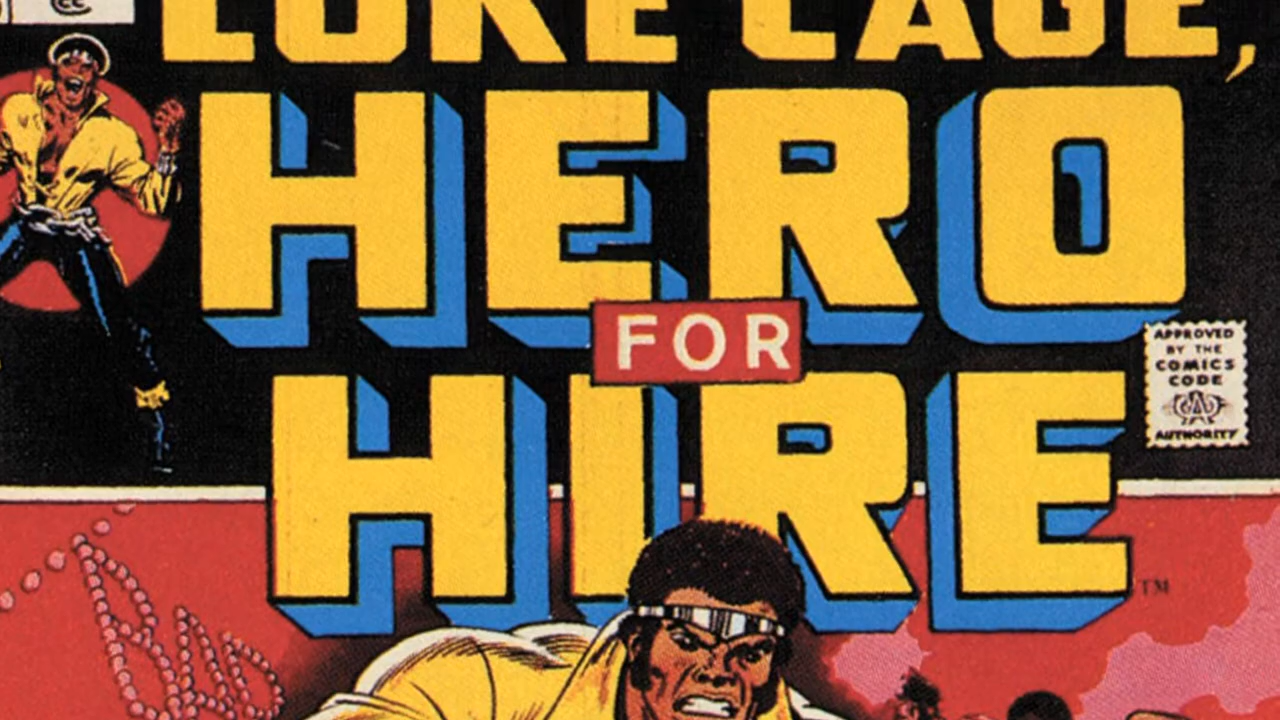 LUKE CAGE,
HERO
FOR
HIRE
APPROVED
BY THE
COMICS
CODE
AUTHORITY
TM